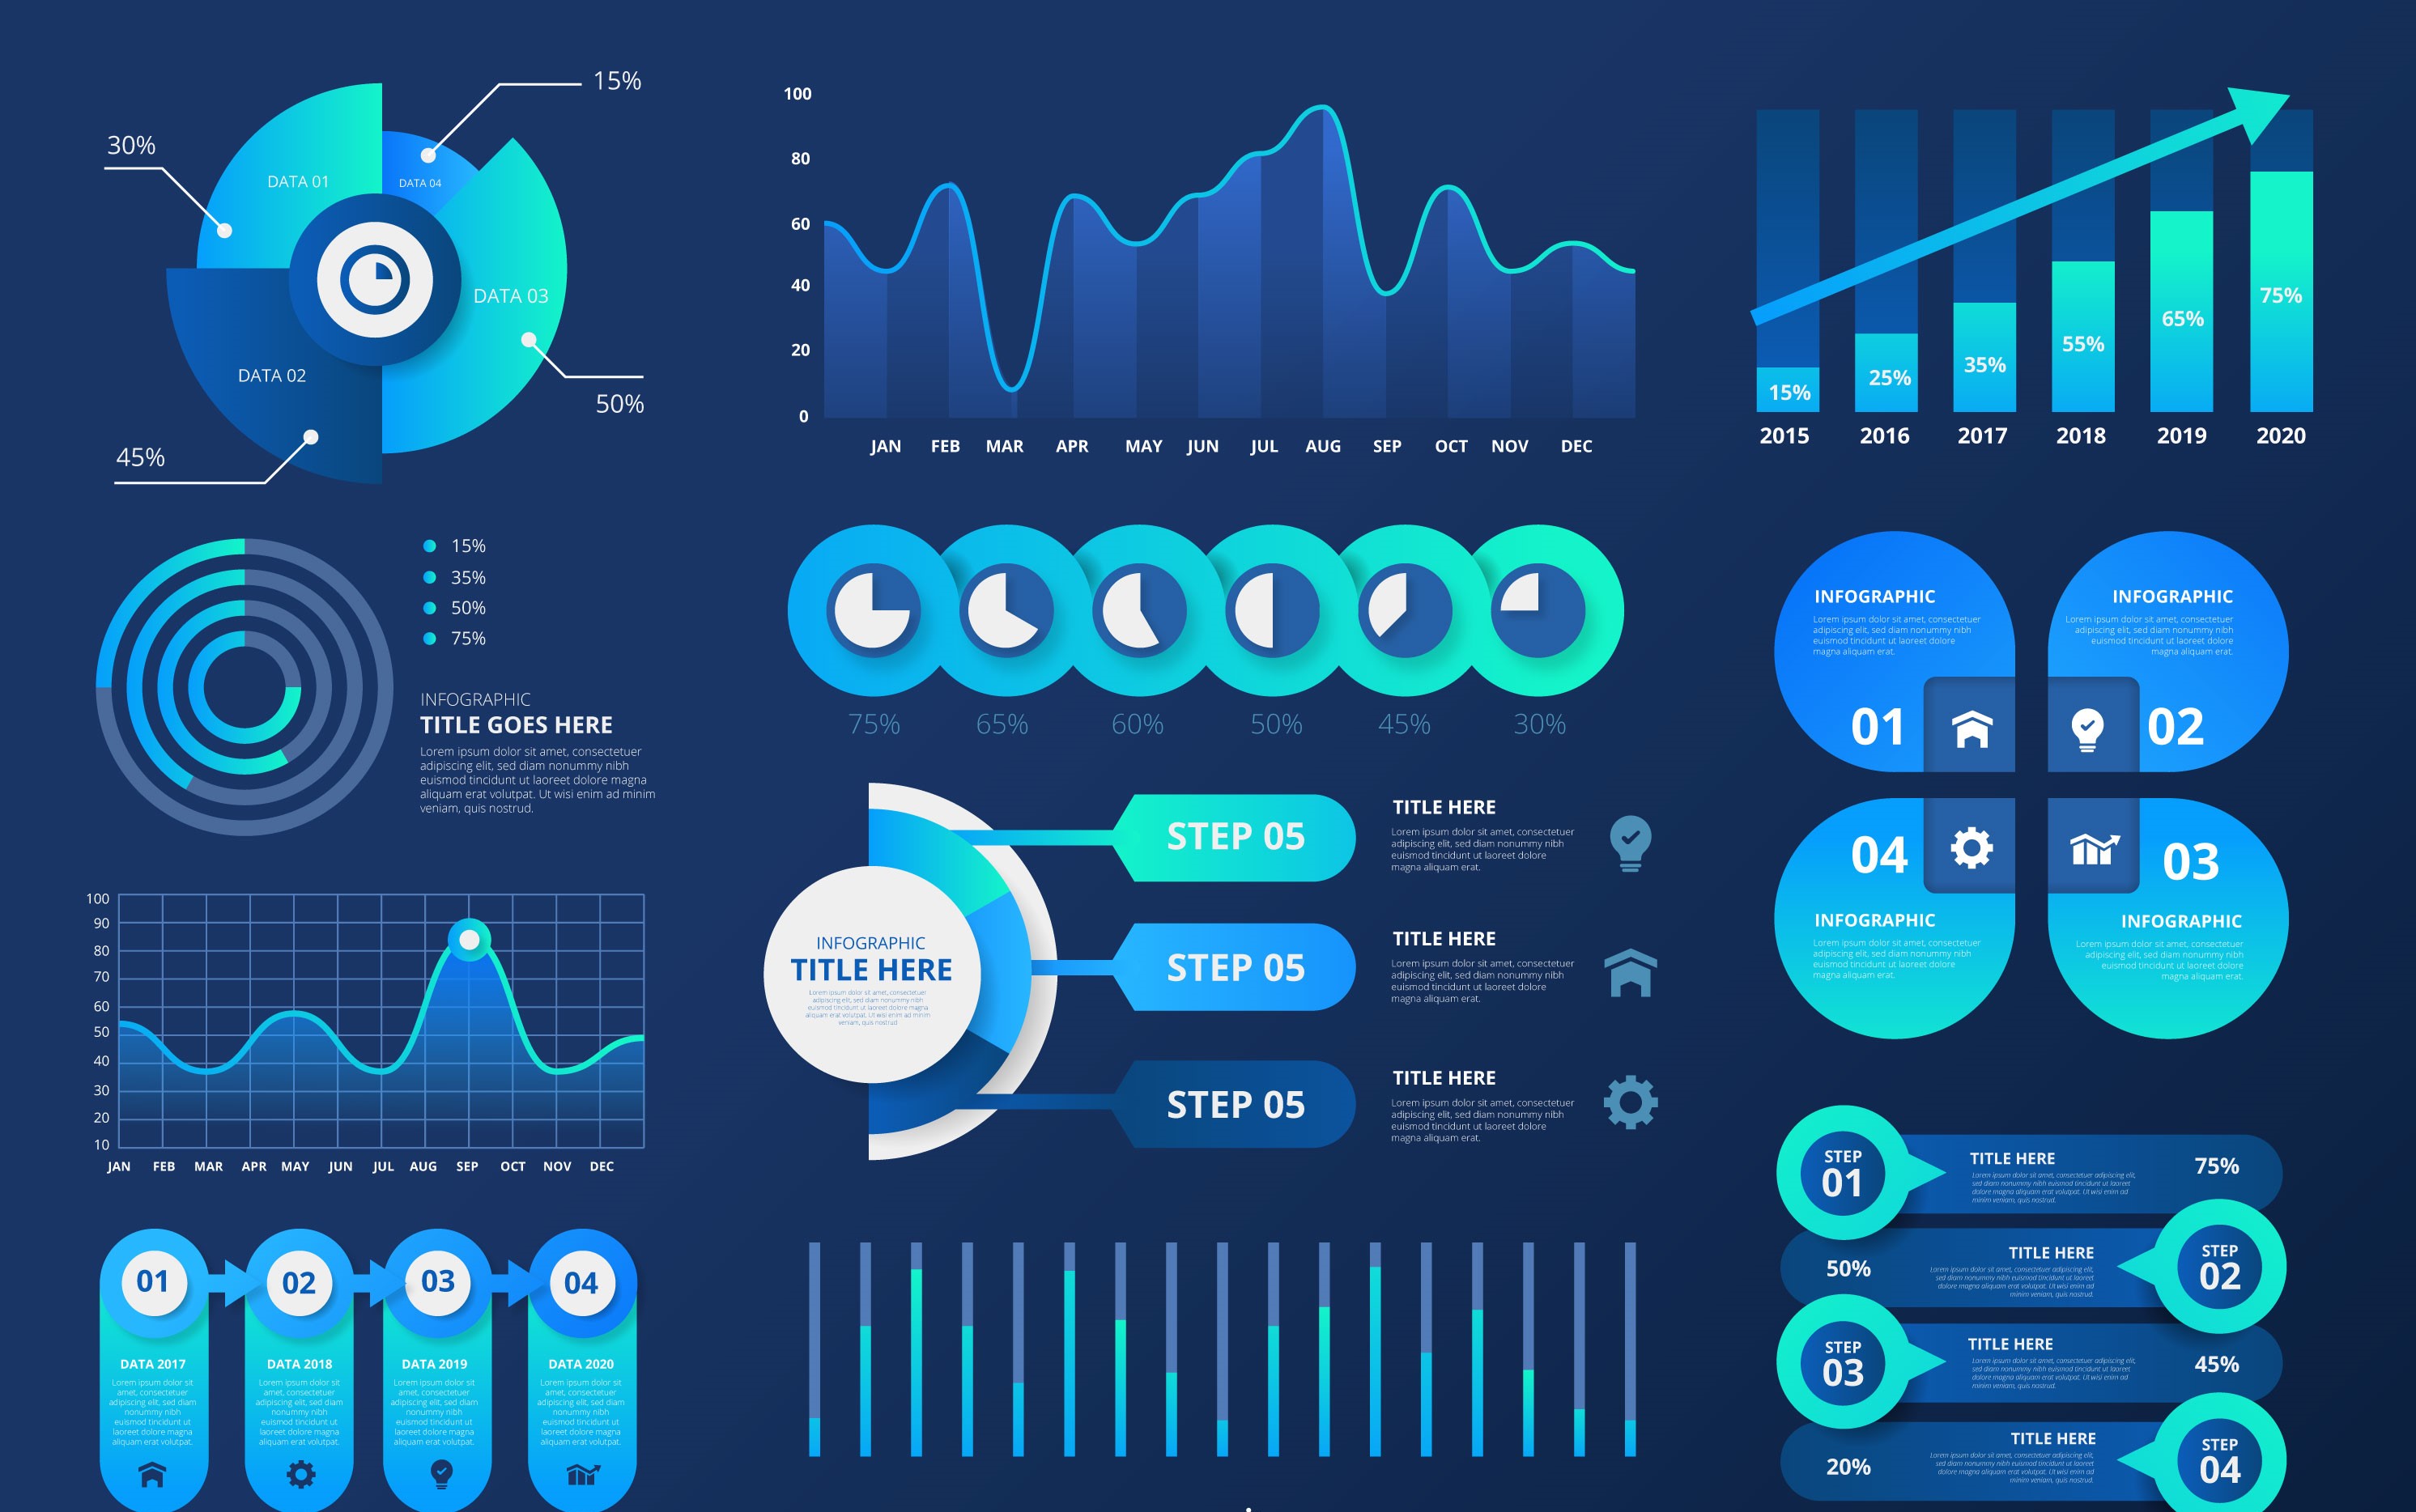 15%
30%
DATA 01
DATA 04
DATA 03
DATA 02
50%
45%
100
80
60
40
20
0
JAN FEB MAR APR MAY JUN JUL AUG SEP OCT NOV DEC
15% 25% 35% 55% 65% 75%
2015 2016 2017 2018 2019 2020
15%
35%
50%
75%
INFOGRAPHIC
TITLE GOES HERE
Lorem ipsum dolor sit amet, consectetuer
adipiscing elit, sed diam nonummy nibh
euismod tincidunt ut laoreet dolore magna
aliquam erat volutpat. Ut wisi enim ad minim
veniam, quis nostrud.
75% 65% 60% 50% 45% 30%
INFOGRAPHIC
Lorem ipsum dolor sit amet, consectetuer
adipiscing elit, sed diam nonummy nibh
euismod tincidunt ut laoreet dolore
magna aliquam erat.
01
INFOGRAPHIC
Lorem ipsum dolor sit amet, consectetuer
adipiscing elit, sed diam nonummy nibh
euismod tincidunt ut laoreet dolore
magna aliquam erat.
02
04
INFOGRAPHIC
Lorem ipsum dolor sit amet, consectetuer
adipiscing elit, sed diam nonummy nibh
euismod tincidunt ut laoreet dolore
magna aliquam erat.
03
INFOGRAPHIC
Lorem ipsum dolor sit amet, consectetuer
adipiscing elit, sed diam nonummy nibh
euismod tincidunt ut laoreet dolore
magna aliquam erat.
INFOGRAPHIC
TITLE HERE
Lorem ipsum dolor sit amet, consectetuer
adipiscing elit, sed diam nonummy nibh
euismod tincidunt ut laoreet dolore magna
aliquam erat volutpat. Ut wisi enim ad minim
veniam, quis nostrud
STEP 05
TITLE HERE
Lorem ipsum dolor sit amet, consectetuer
adipiscing elit, sed diam nonummy nibh
euismod tincidunt ut laoreet dolore
magna aliquam erat.
STEP 05
TITLE HERE
Lorem ipsum dolor sit amet, consectetuer
adipiscing elit, sed diam nonummy nibh
euismod tincidunt ut laoreet dolore
magna aliquam erat.
STEP 05
TITLE HERE
Lorem ipsum dolor sit amet, consectetuer
adipiscing elit, sed diam nonummy nibh
euismod tincidunt ut laoreet dolore
magna aliquam erat.
100
90
80
70
60
50
40
30
20
10
JAN FEB MAR APR MAY JUN JUL AUG SEP OCT NOV DEC
01
DATA 2017
Lorem ipsum dolor sit
amet, consectetuer
adipiscing elit, sed diam
nonummy nibh
euismod tincidunt ut
laoreet dolore magna
aliquam erat volutpat.
02
DATA 2018
Lorem ipsum dolor sit
amet, consectetuer
adipiscing elit, sed diam
nonummy nibh
euismod tincidunt ut
laoreet dolore magna
aliquam erat volutpat.
03
DATA 2019
Lorem ipsum dolor sit
amet, consectetuer
adipiscing elit, sed diam
nonummy nibh
euismod tincidunt ut
laoreet dolore magna
aliquam erat volutpat.
04
DATA 2020
Lorem ipsum dolor sit
amet, consectetuer
adipiscing elit, sed diam
nonummy nibh
euismod tincidunt ut
laoreet dolore magna
aliquam erat volutpat.
STEP
01
TITLE HERE
Lorem ipsum dolor sit amet, consectetuer adipiscing elit,
sed diam nonummy nibh euismod tincidunt ut laoreet
dolore magna aliquam erat volutpat. Ut wisi enim ad
minim veniam, quis nostrud.
75%
50%
TITLE HERE
Lorem ipsum dolor sit amet, consectetuer adipiscing elit,
sed diam nonummy nibh euismod tincidunt ut laoreet
dolore magna aliquam erat volutpat. Ut wisi enim ad
minim veniam, quis nostrud.
STEP
02
STEP
03
TITLE HERE
Lorem ipsum dolor sit amet, consectetuer adipiscing elit,
sed diam nonummy nibh euismod tincidunt ut laoreet
dolore magna aliquam erat volutpat. Ut wisi enim ad
minim veniam, quis nostrud.
45%
20%
TITLE HERE
Lorem ipsum dolor sit amet, consectetuer adipiscing elit,
sed diam nonummy nibh euismod tincidunt ut laoreet
dolore magna aliquam erat volutpat. Ut wisi enim ad
minim veniam, quis nostrud.
STEP
04